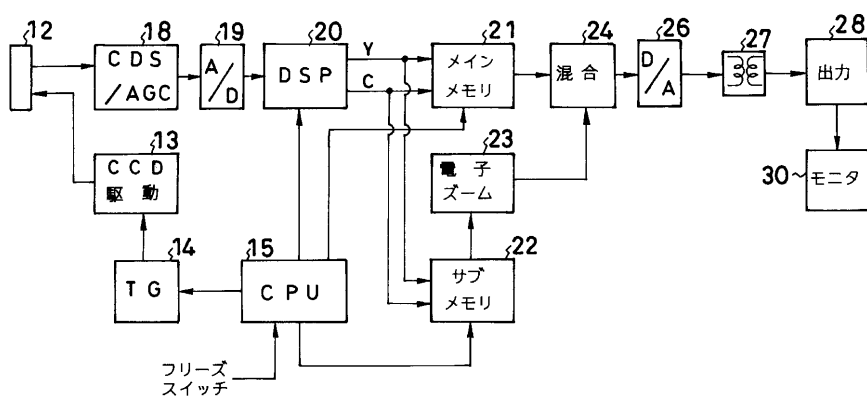 12
18
CDS
/AGC
19
A/D
20
DSP
Y
C
21
メイン
メモリ
24
混合
26
D/A
27
28
出力
13
CCD
駆動
23
電子
ズーム
30
モニタ
14
TG
15
CPU
22
サブ
メモリ
フリーズ
スイッチ